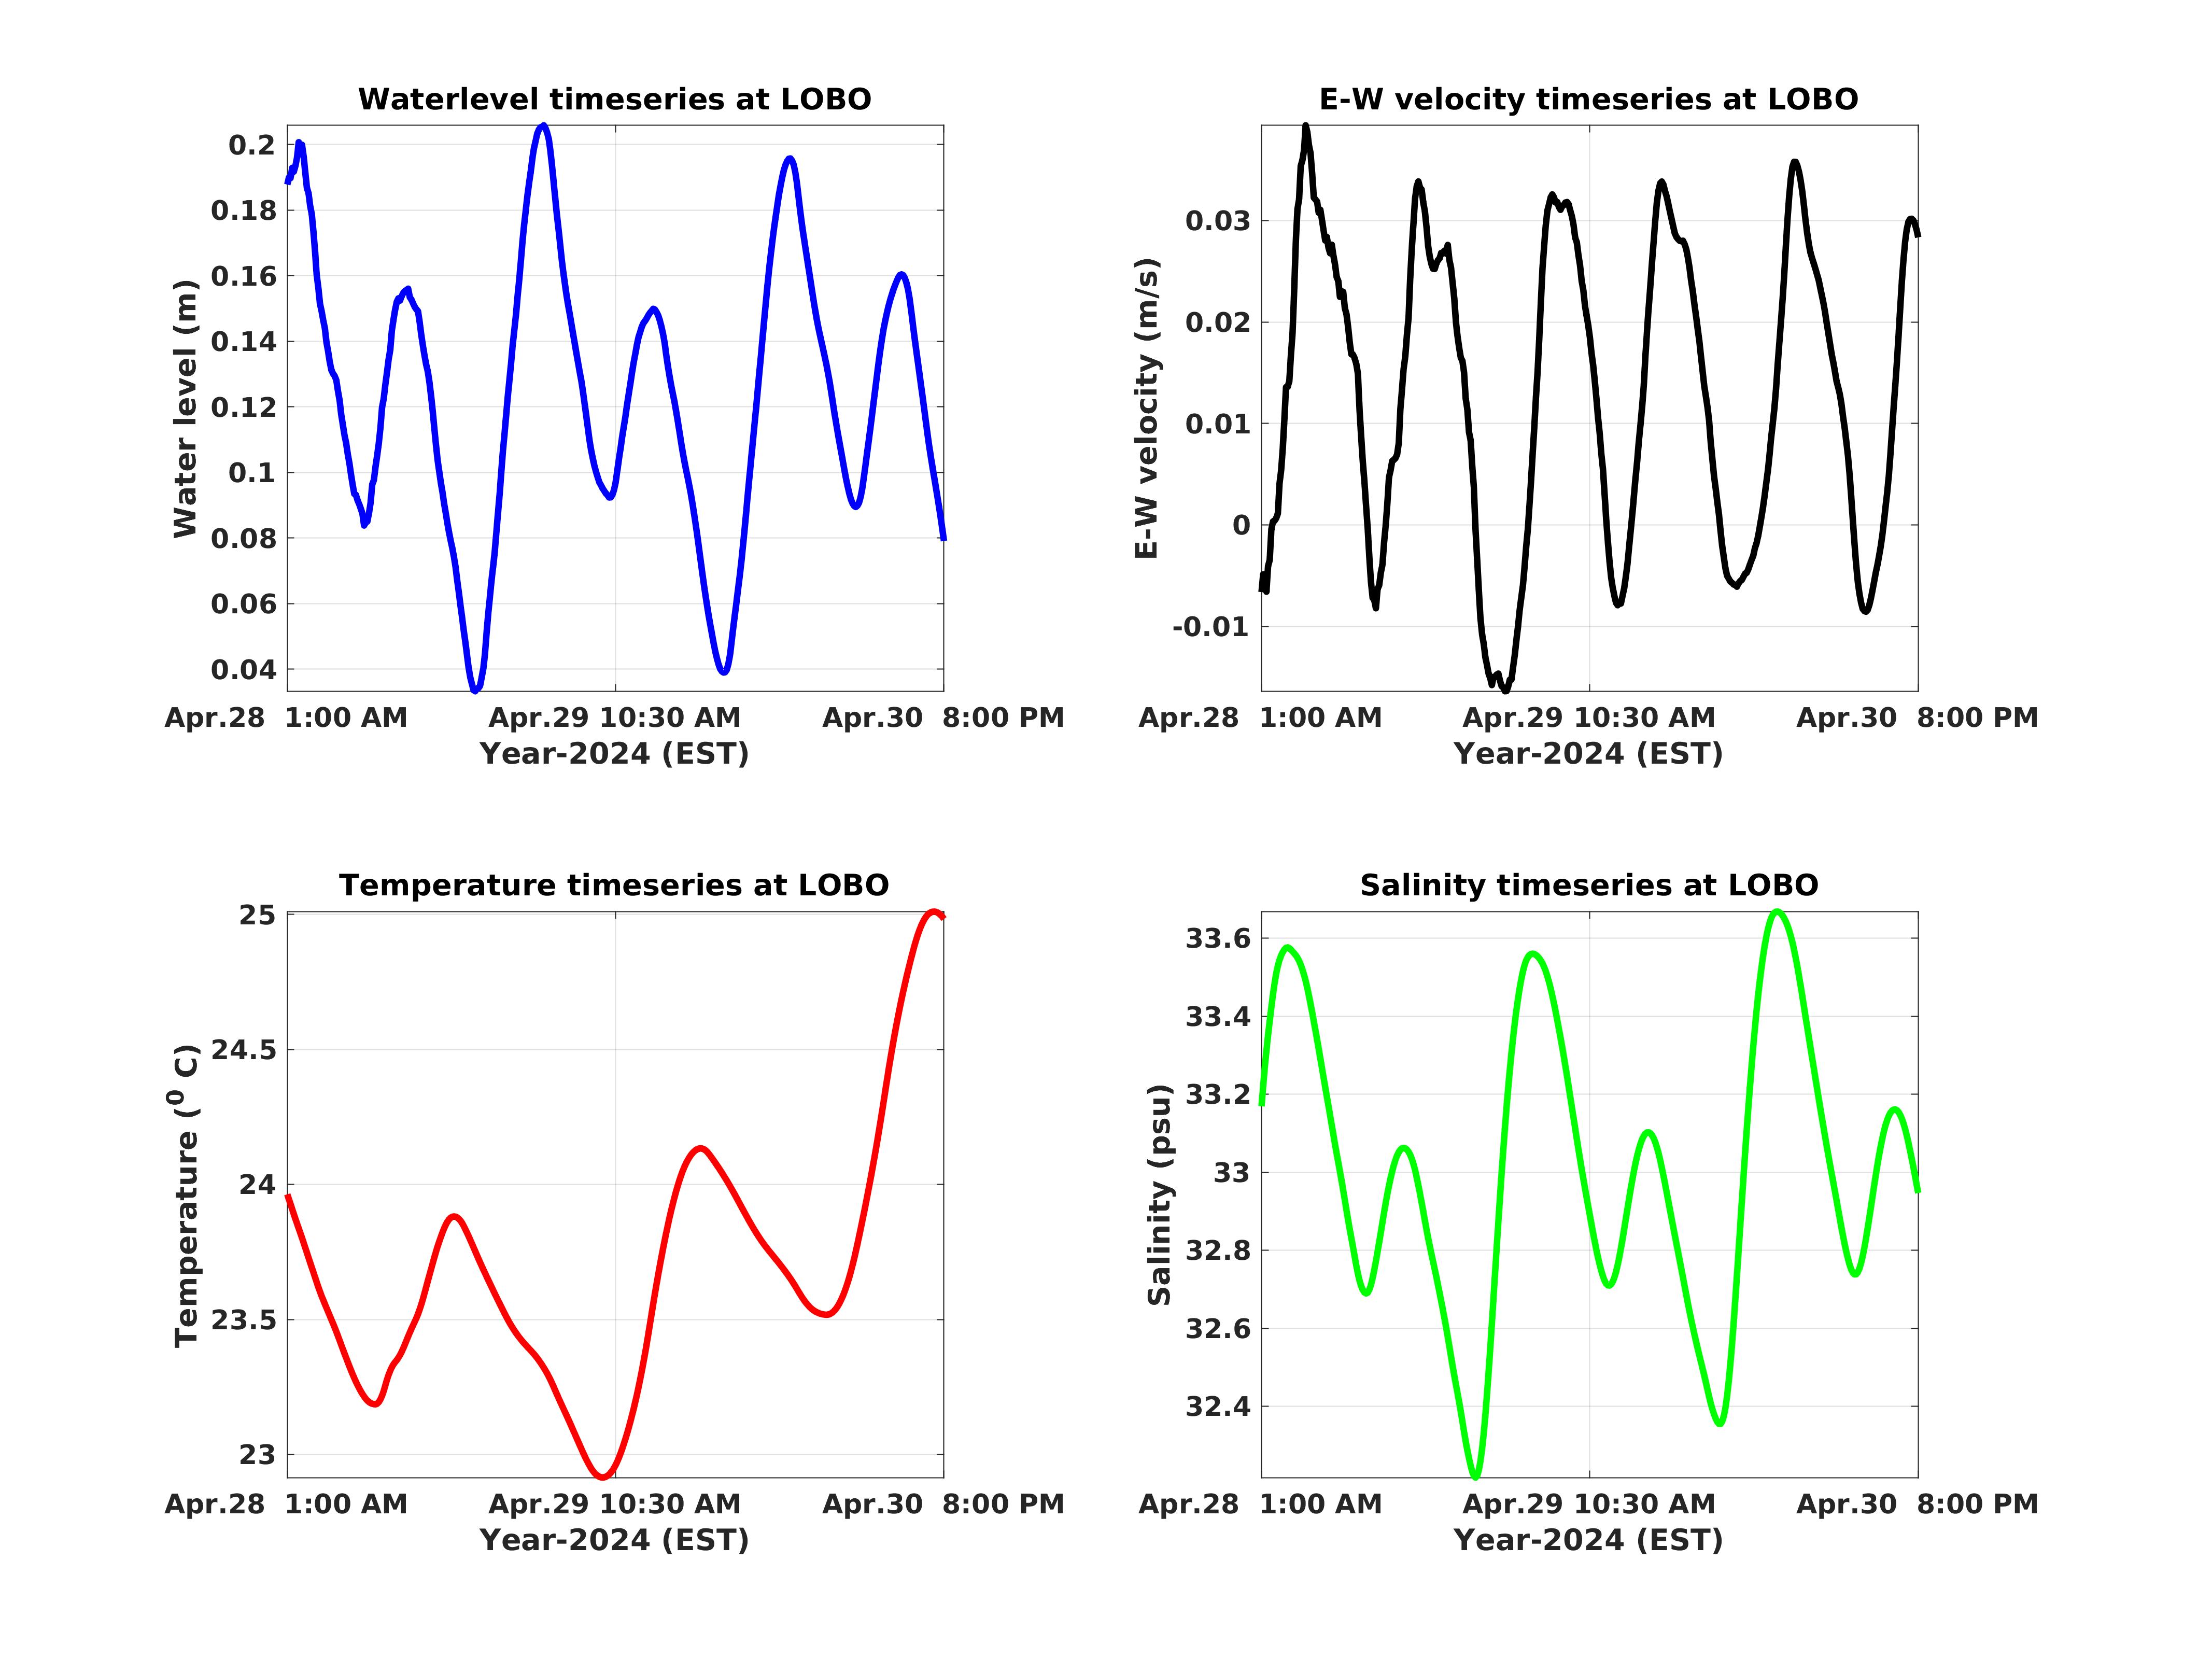 Waterlevel timeseries at LOBO
Water level (m)
0.2
0.18
0.16
0.14
0.12
0.1
0.08
0.06
0.04
Apr.28 1:00 AM
Apr.29 10:30 AM
Apr.30 8:00 PM
Year-2024 (EST)
E-W velocity timeseries at LOBO
E-W velocity (m/s)
0.03
0.02
0.01
0
-0.01
Apr.28 1:00 AM
Apr.29 10:30 AM
Apr.30 8:00 PM
Year-2024 (EST)
Temperature timeseries at LOBO
Temperature (⁰ C)
25
24.5
24
23.5
23
Apr.28 1:00 AM
Apr.29 10:30 AM
Apr.30 8:00 PM
Year-2024 (EST)
Salinity timeseries at LOBO
Salinity (psu)
33.6
33.4
33.2
33
32.8
32.6
32.4
Apr.28 1:00 AM
Apr.29 10:30 AM
Apr.30 8:00 PM
Year-2024 (EST)